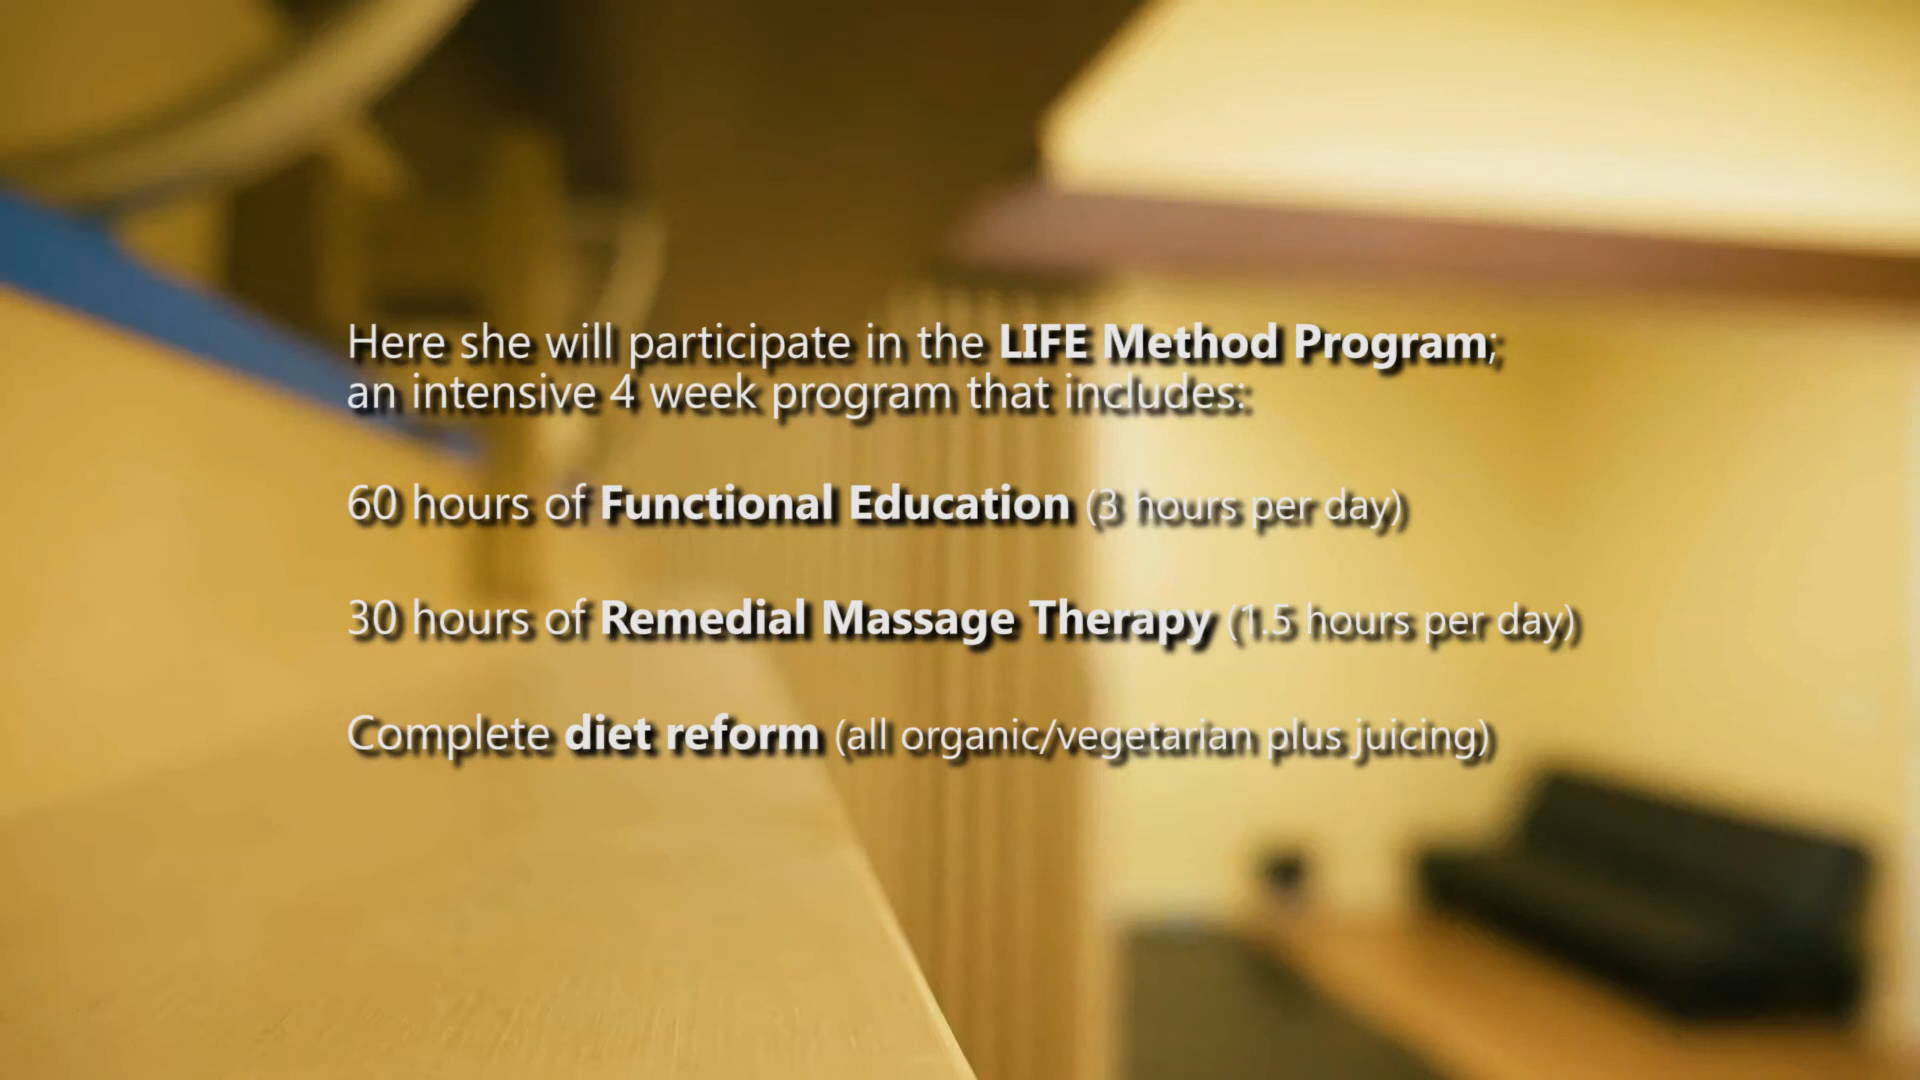 Here she will participate in the LIFE Method Program;
an intensive 4 week program that includes:
60 hours of Functional Education (3 hours per day)
30 hours of Remedial Massage Therapy (1.5 hours per day)
Complete diet reform (all organic/vegetarian plus juicing)